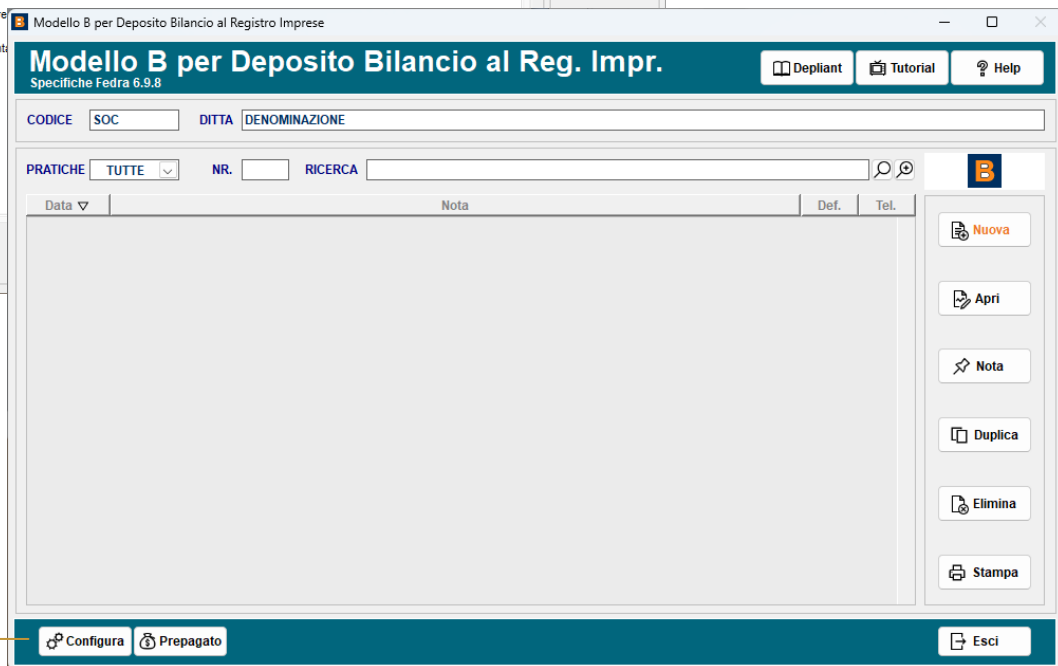 Modello B per Deposito Bilancio al Registro Imprese
Modello B per Deposito Bilancio al Reg. Impr.
Specifiche Fedra 6.9.8
Depliant
Tutorial
Help
CODICE SOC DITTA DENOMINAZIONE
PRATICHE TUTTE NR. RICERCA
B
Data Nota Def. Tel.
Nuova
Apri
Nota
Duplica
Elimina
Stampa
Configura
Prepagato
Esci